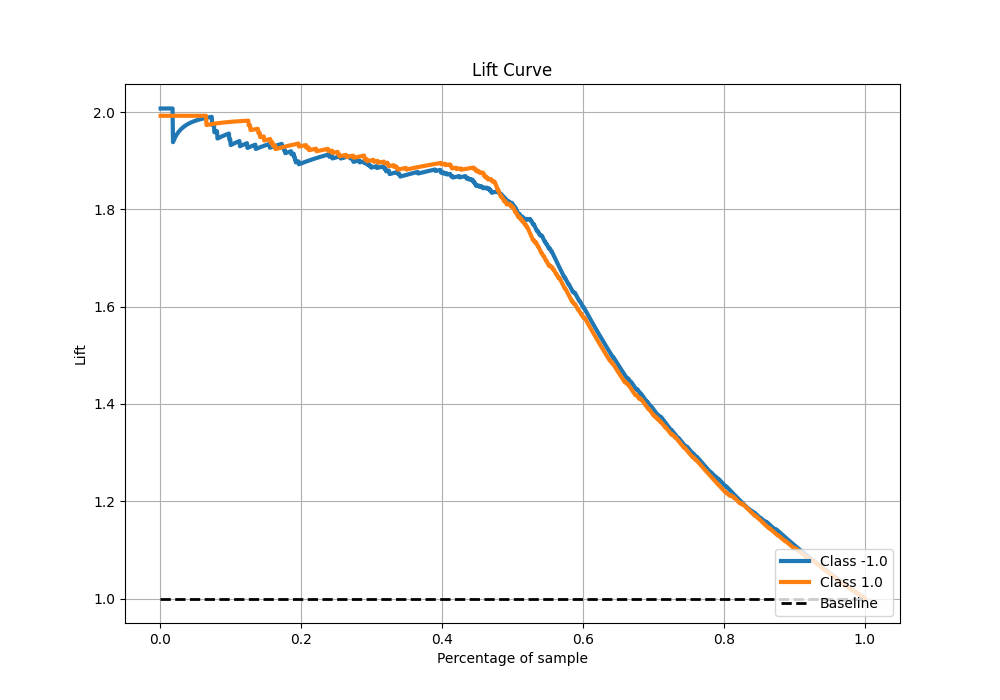 Lift Curve
2.0
1.8
1.6
1.4
1.2
1.0
Lift
0.0 0.2 0.4 0.6 0.8 1.0
Percentage of sample
Class -1.0
Class 1.0
Baseline